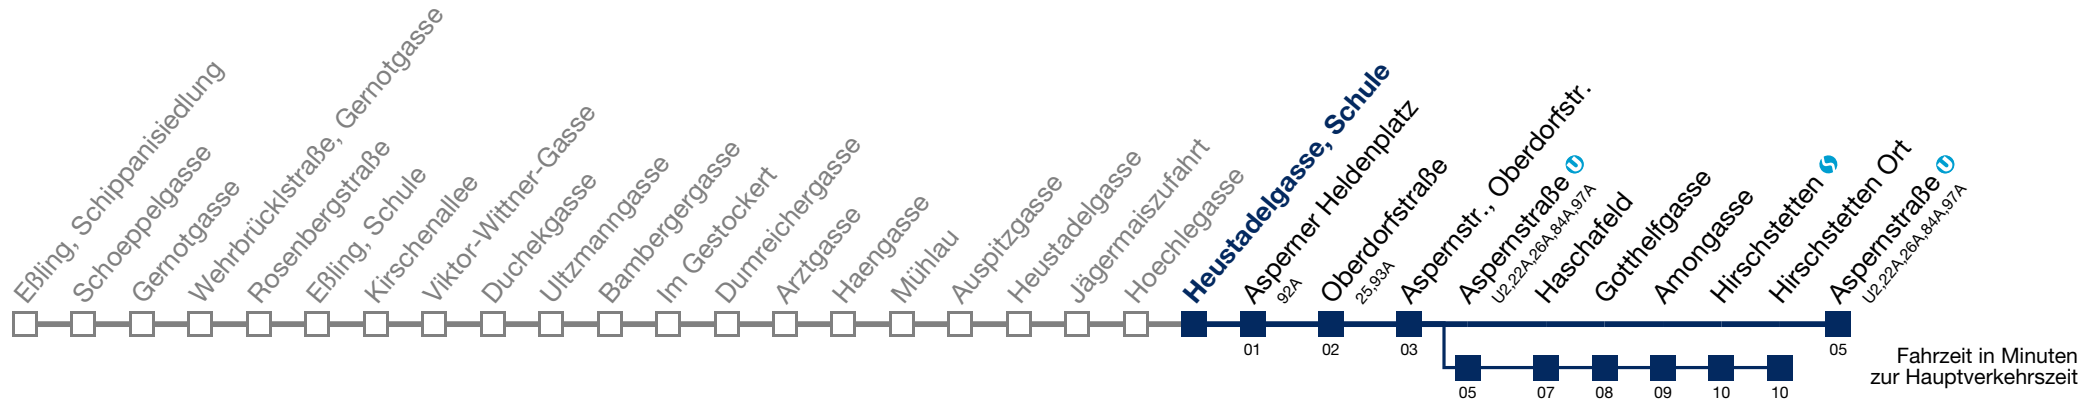 Eßling, Schippanisiedlung
Schoeppelgasse
Gernotgasse
Wehrbrücklstraße, Gernotgasse
Rosenbergstraße
Eßling, Schule
Kirschenallee
Viktor-Wittner-Gasse
Duchekgasse
Ultzmanngasse
Bambergergasse
Im Gestockert
Dumreichergasse
Arztgasse
Haengasse
Mühlau
Auspitzgasse
Heustadelgasse
Jägermaiszufahrt
Hoechlegasse
Heustadelgasse, Schule
Asperner Heldenplatz
92A
Oberdorfstraße
25,93A
Aspernstr., Oberdorfstr.
Aspernstraße U
U2,22A,26A,84A,97A
Haschafeld
Gotthelfgasse
Amongasse
Hirschstetten S
Hirschstetten Ort
Aspernstraße U
U2,22A,26A,84A,97A
01 02 03 05
05 07 08 09 10 10
Fahrzeit in Minuten
zur Hauptverkehrszeit